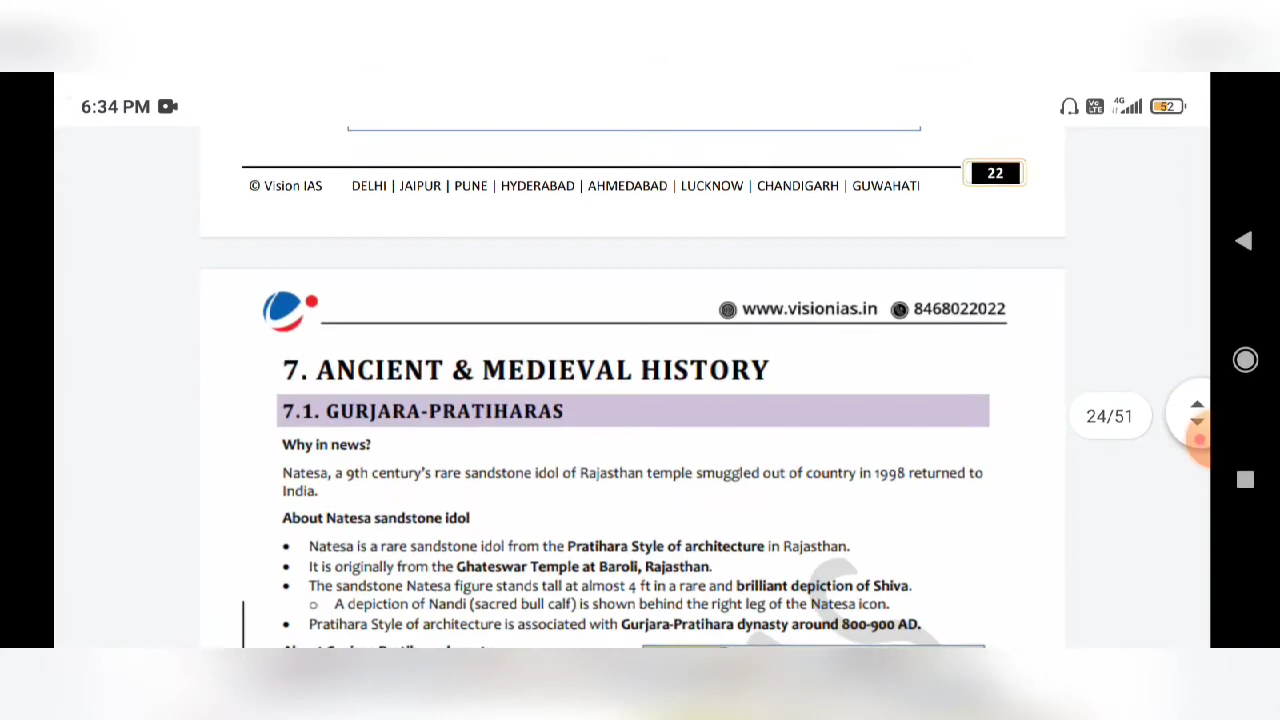 6:34 PM
VO LTE 4G 52
© Vision IAS DELHI | JAIPUR | PUNE | HYDERABAD | AHMEDABAD | LUCKNOW | CHANDIGARH | GUWAHATI 22
www.visionias.in 8468022022
7. ANCIENT & MEDIEVAL HISTORY
7.1. GURJARA-PRATIHARAS
24/51
Why in news?
Natesa, a 9th century's rare sandstone idol of Rajasthan temple smuggled out of country in 1998 returned to
India.
About Natesa sandstone idol
• Natesa is a rare sandstone idol from the Pratihara Style of architecture in Rajasthan.
• It is originally from the Ghateswar Temple at Baroli, Rajasthan.
• The sandstone Natesa figure stands tall at almost 4 ft in a rare and brilliant depiction of Shiva.
o A depiction of Nandi (sacred bull calf) is shown behind the right leg of the Natesa icon.
• Pratihara Style of architecture is associated with Gurjara-Pratihara dynasty around 800-900 AD.